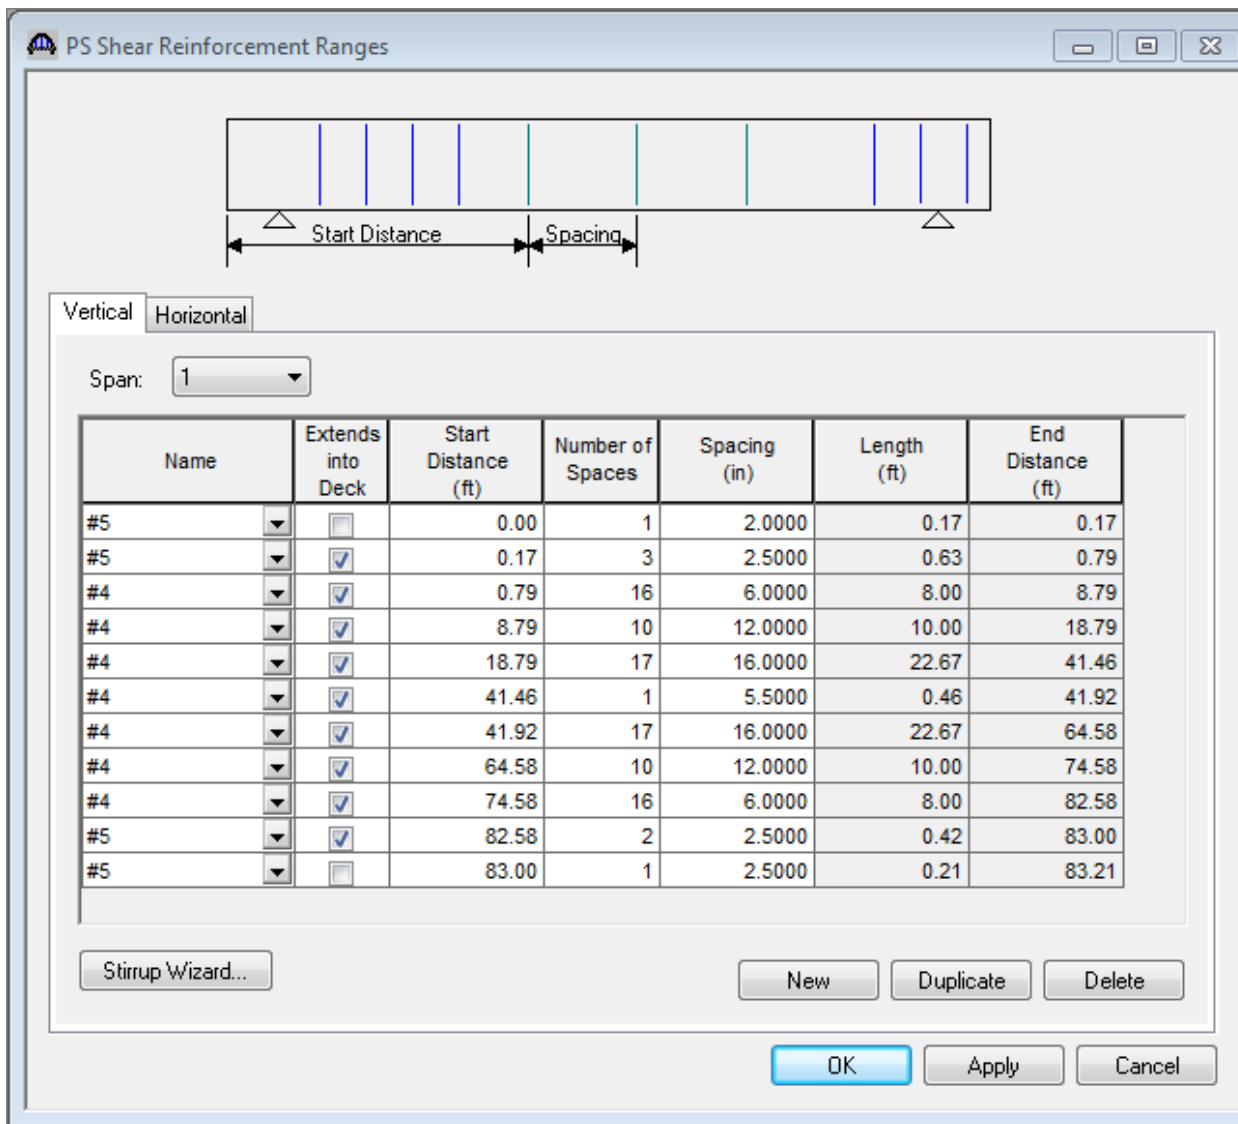 PS Shear Reinforcement Ranges
Start Distance
Spacing
Vertical
Horizontal
Span:
1
Name
Extends into Deck
Start Distance (ft)
Number of Spaces
Spacing (in)
Length (ft)
End Distance (ft)
#5 0.00 1 2.0000 0.17 0.17
#5 0.17 3 2.5000 0.63 0.79
#4 0.79 16 6.0000 8.00 8.79
#4 8.79 10 12.0000 10.00 18.79
#4 18.79 17 16.0000 22.67 41.46
#4 41.46 1 5.5000 0.46 41.92
#4 41.92 17 16.0000 22.67 64.58
#4 64.58 10 12.0000 10.00 74.58
#4 74.58 16 6.0000 8.00 82.58
#5 82.58 2 2.5000 0.42 83.00
#5 83.00 1 2.5000 0.21 83.21
Stirrup Wizard...
New
Duplicate
Delete
OK
Apply
Cancel